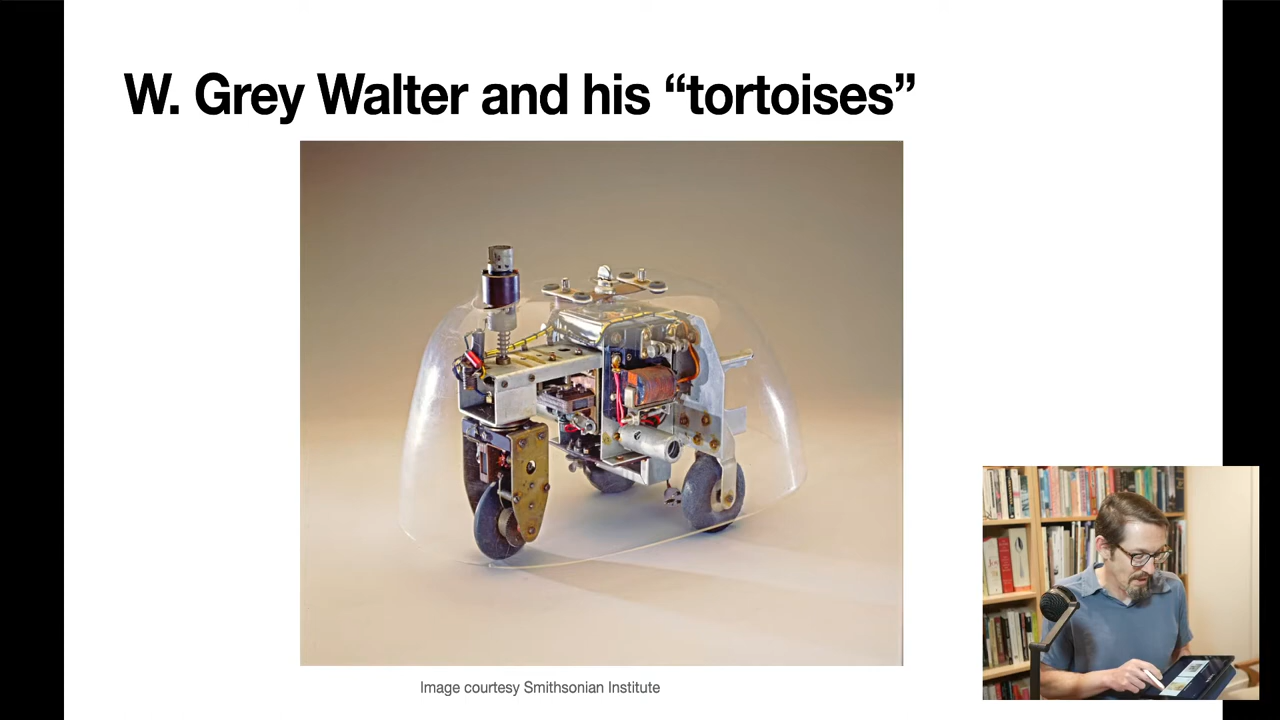 W. Grey Walter and his “tortoises”
Image courtesy Smithsonian Institute